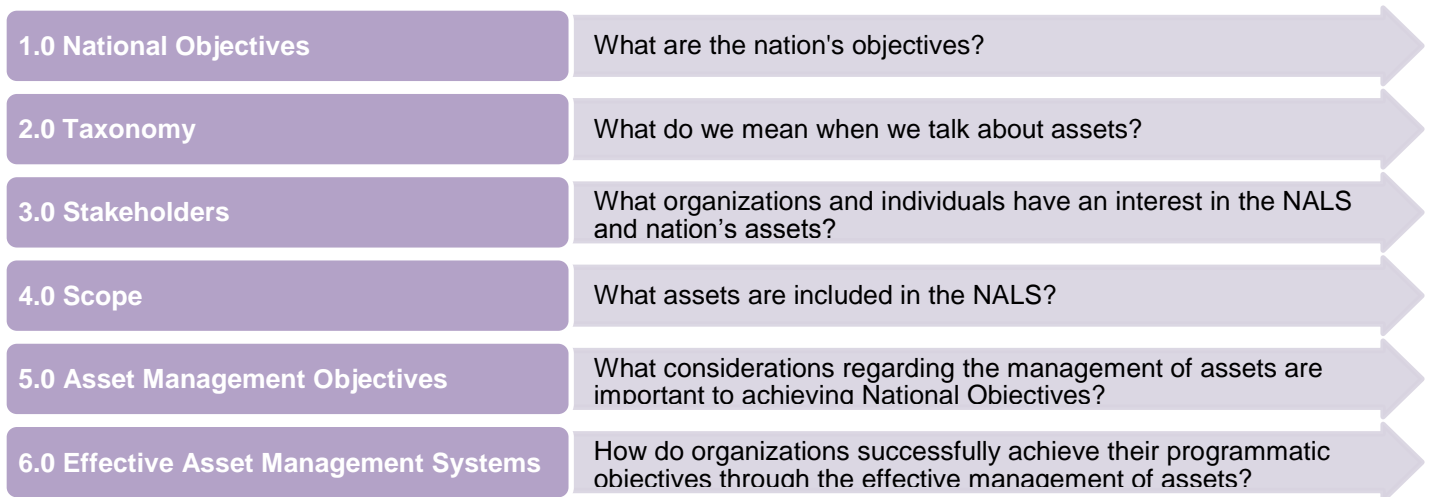 1.0 National Objectives
What are the nation's objectives?
2.0 Taxonomy
What do we mean when we talk about assets?
3.0 Stakeholders
What organizations and individuals have an interest in the NALS
and nation’s assets?
4.0 Scope
What assets are included in the NALS?
5.0 Asset Management Objectives
What considerations regarding the management of assets are
important to achieving National Objectives?
6.0 Effective Asset Management Systems
How do organizations successfully achieve their programmatic
objectives through the effective management of assets?